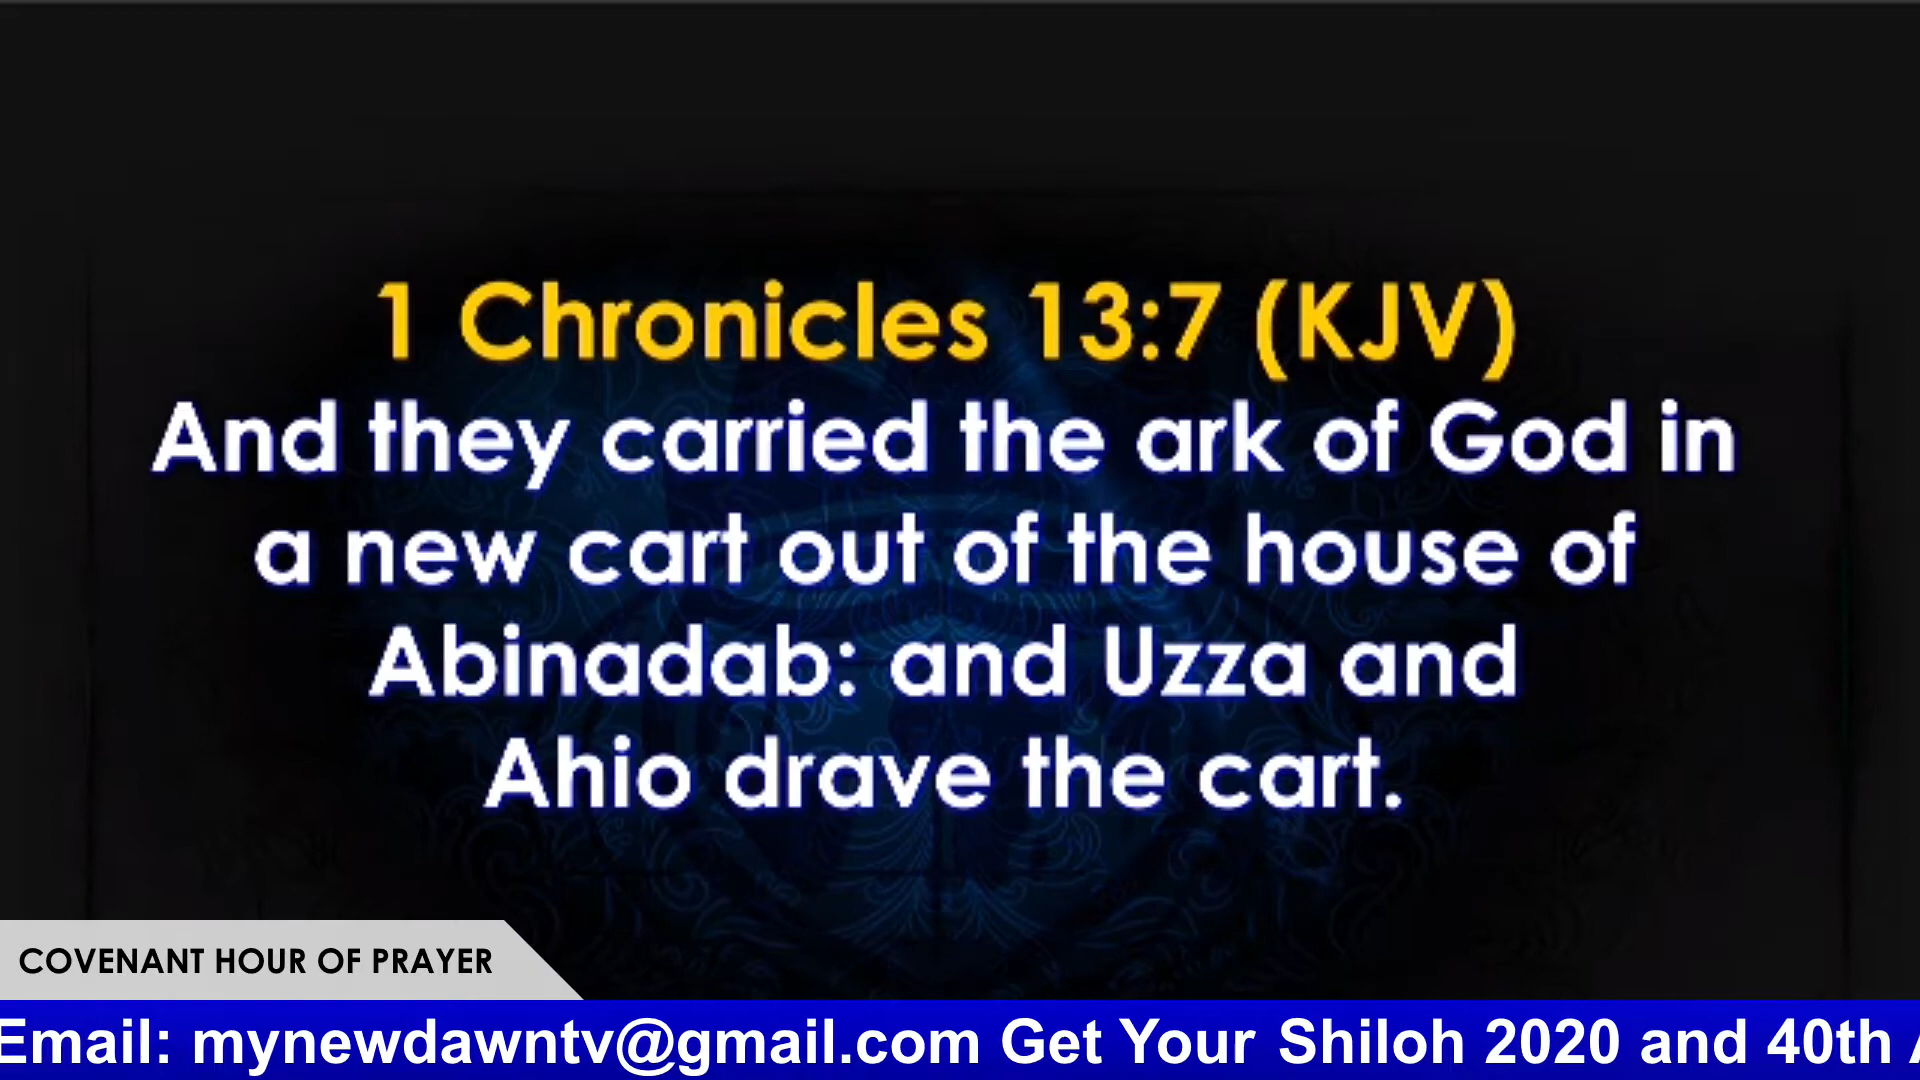 1 Chronicles 13:7 (KJV)
And they carried the ark of God in
a new cart out of the house of
Abinadab: and Uzza and
Ahio drave the cart.
COVENANT HOUR OF PRAYER
Email: mynewdawntv@gmail.com Get Your Shiloh 2020 and 40th